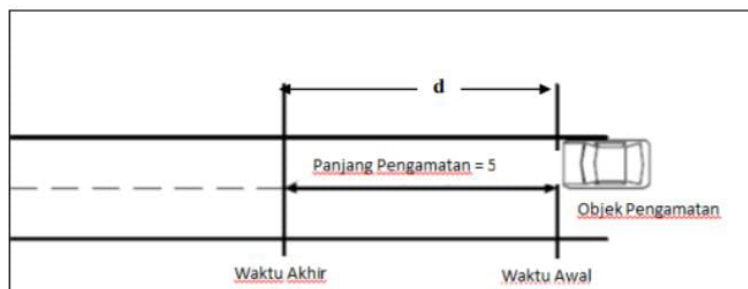 d
Panjang Pengamatan = 5
Objek Pengamatan
Waktu Akhir
Waktu Awal